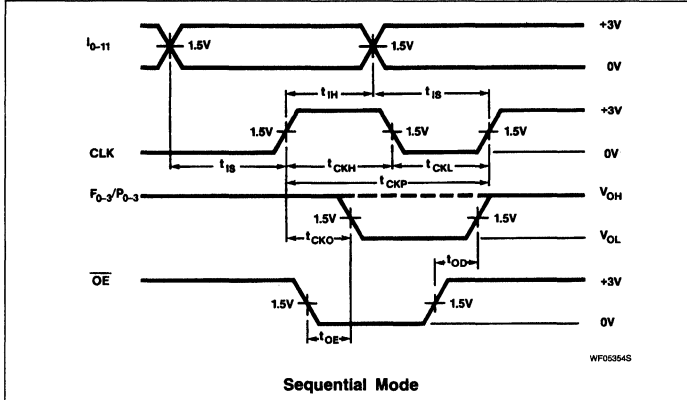 I0-11
1.5V
1.5V
+3V
0V
tIH
tIS
CLK
1.5V
1.5V
1.5V
+3V
0V
tIS
tCKH
tCKL
tCKP
F0-3/P0-3
1.5V
1.5V
VOH
VOL
tCKO
tOD
OE
1.5V
1.5V
+3V
0V
tOE
WF05354S
Sequential Mode